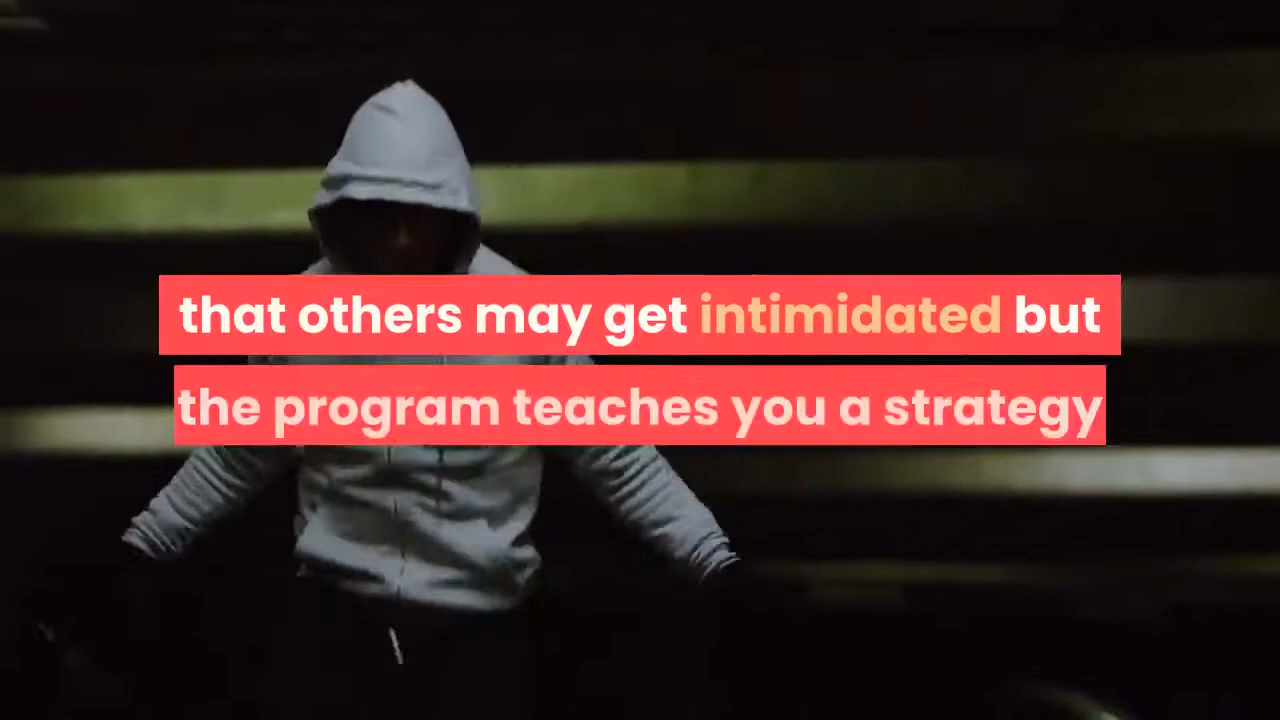 that others may get intimidated but
the program teaches you a strategy